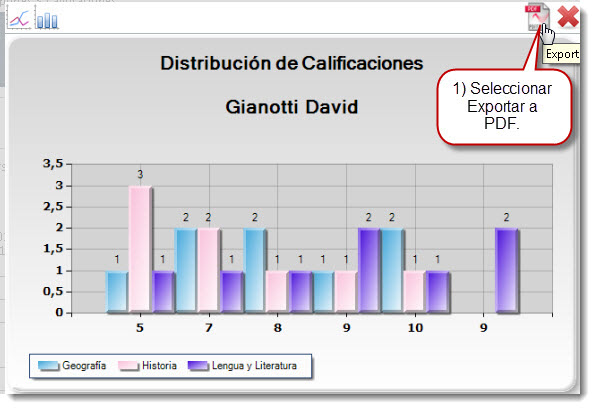 PDF
Export
Distribución de Calificaciones
Gianotti David
1) Seleccionar
Exportar a
PDF.
3,5
3
2,5
2
1,5
1
0,5
0
1 3 1 2 2 1 2 1 1 1 1 2 2 1 1 2
5 7 8 9 10 9
Geografía Historia Lengua y Literatura